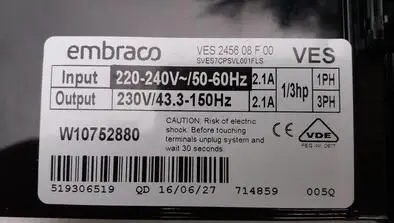 embraco VES 2456 08 F 00 VES
SVES7CPSVL001FLS
Input 220-240V~/50-60Hz 2.1A 1/3hp 1PH
Output 230V/43.3-150Hz 2.1A 3PH
W10752880
CAUTION: Risk of electric
shock. Before touching
terminals unplug system and
wait 30 seconds.
VDE
519306519 QD 16/06/27 714859 005Q